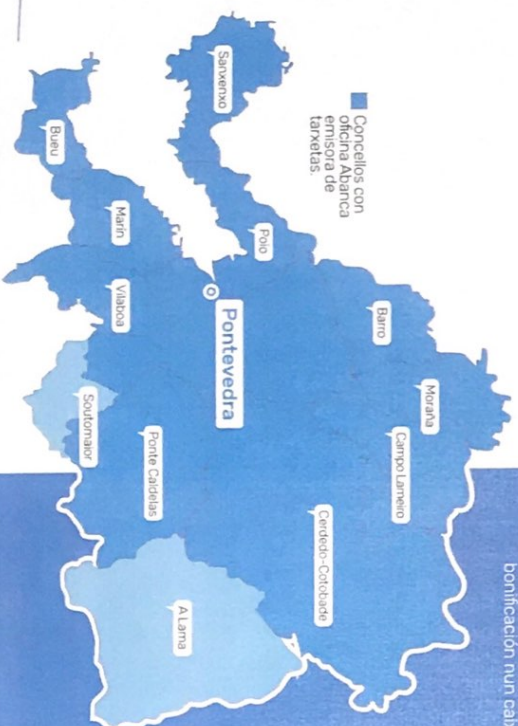 bonificación nun
Concellos con
oficina Abanca
emisora de
tarxetas.
Moraña
Campo Lameiro
Barro
Cerdedo-Cotobade
Poio
Sanxenxo
Pontevedra
A Lama
Ponte Caldelas
Marín
Vilaboa
Soutomaior
Bueu